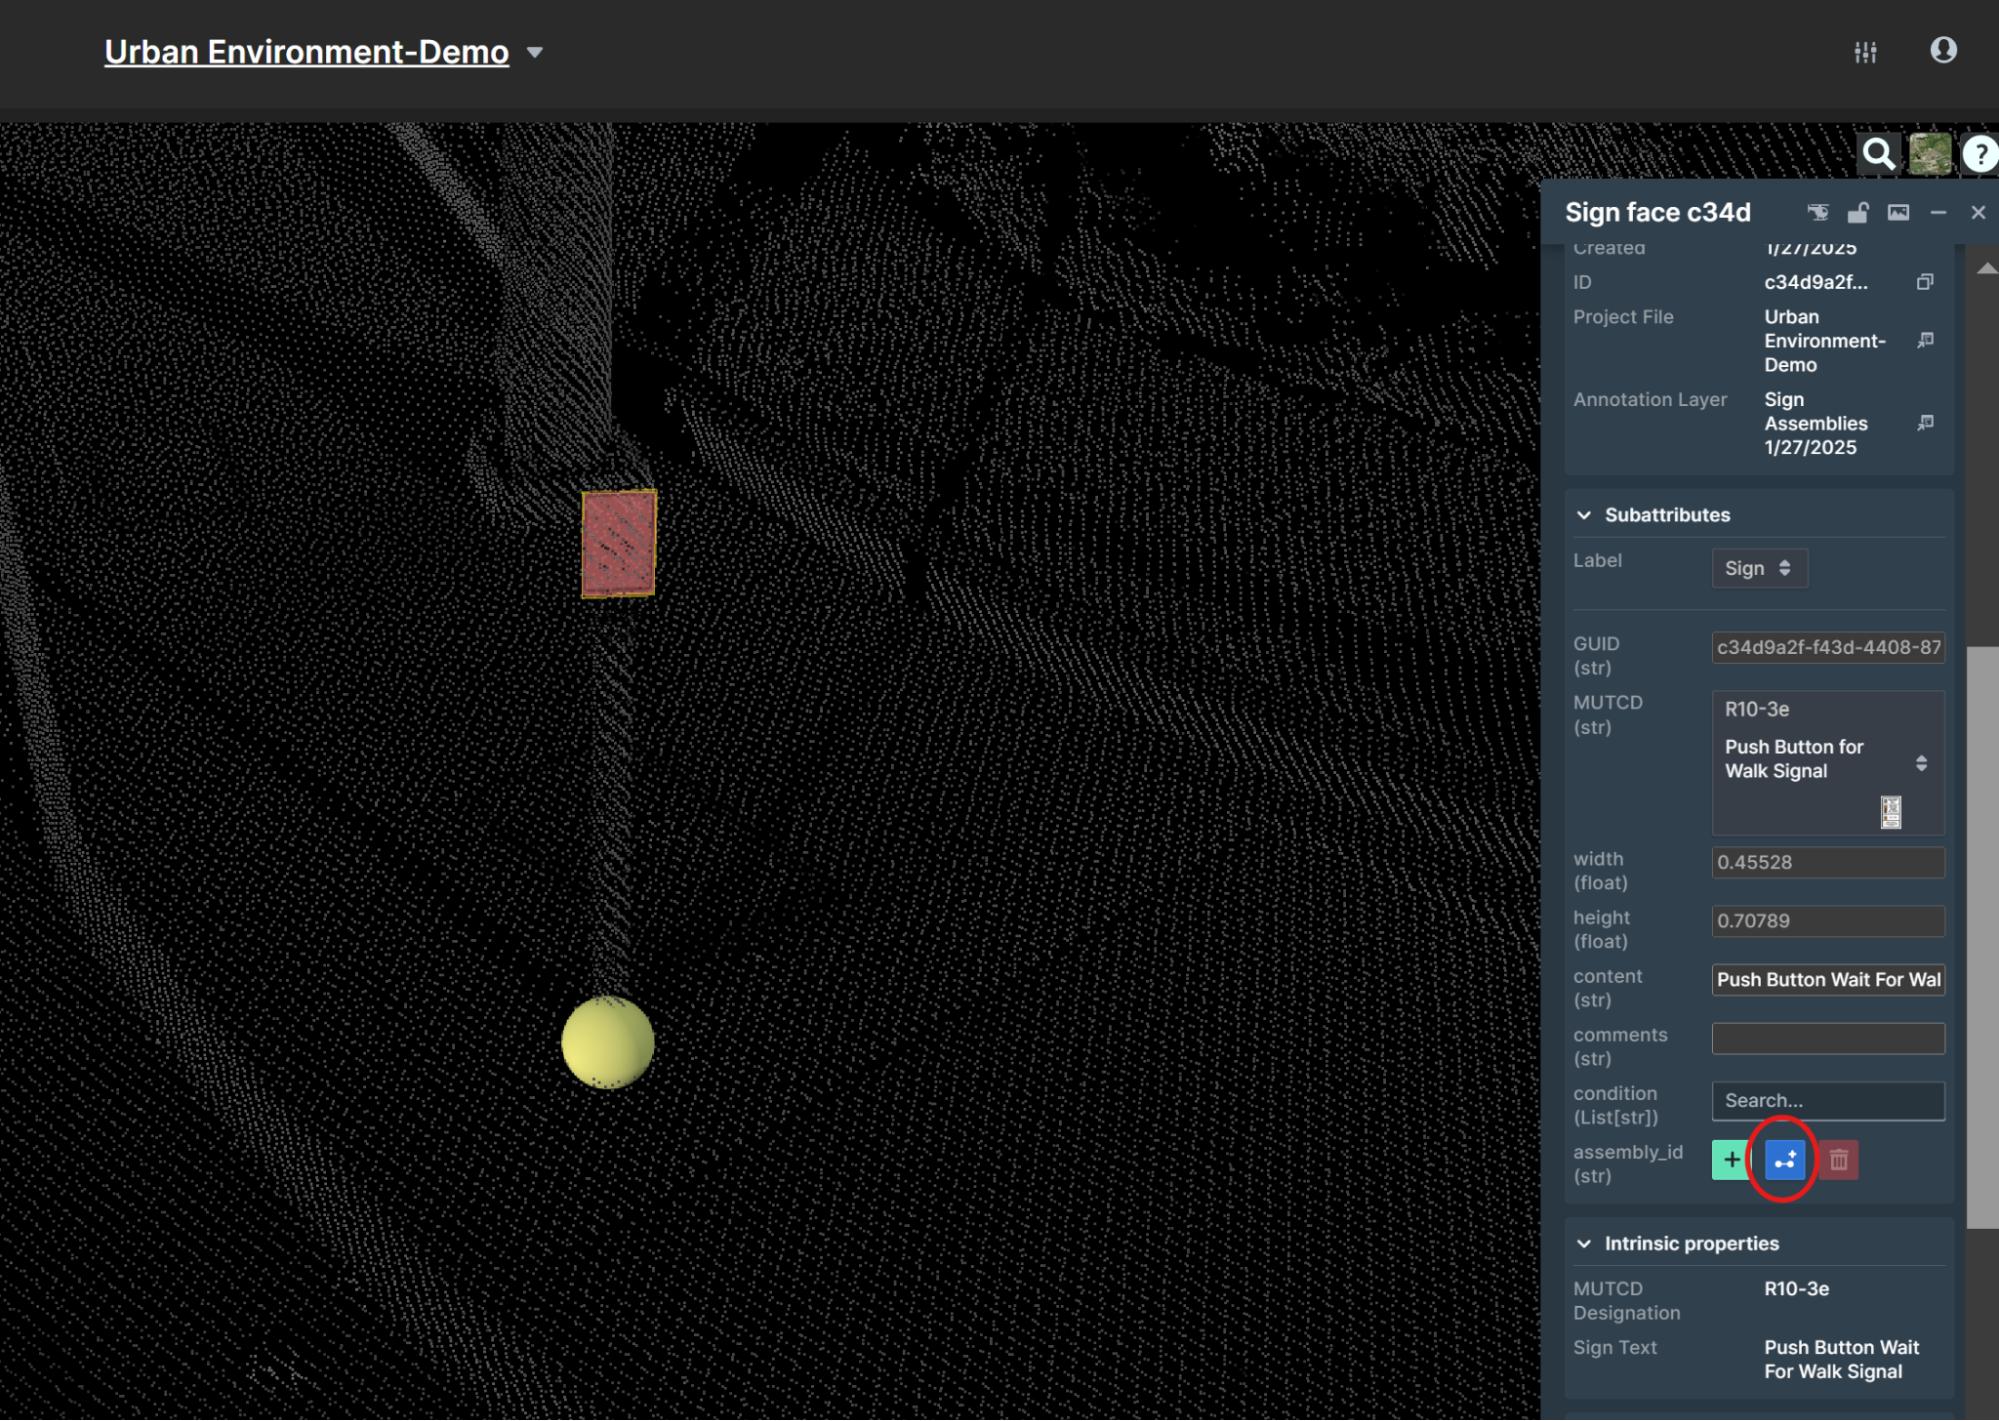 Urban Environment-Demo
?
Sign face c34d
Created 1/27/2025
ID c34d9a2f...
Project File Urban
Environment-
Demo
Annotation Layer Sign
Assemblies
1/27/2025
Subattributes
Label Sign
GUID
(str)
c34d9a2f-f43d-4408-87
MUTCD
(str)
R10-3e
Push Button for
Walk Signal
width
(float)
0.45528
height
(float)
0.70789
content
(str)
Push Button Wait For Wal
comments
(str)
condition
(List[str])
Search...
assembly_id
(str)
Intrinsic properties
MUTCD
Designation
R10-3e
Sign Text Push Button Wait
For Walk Signal